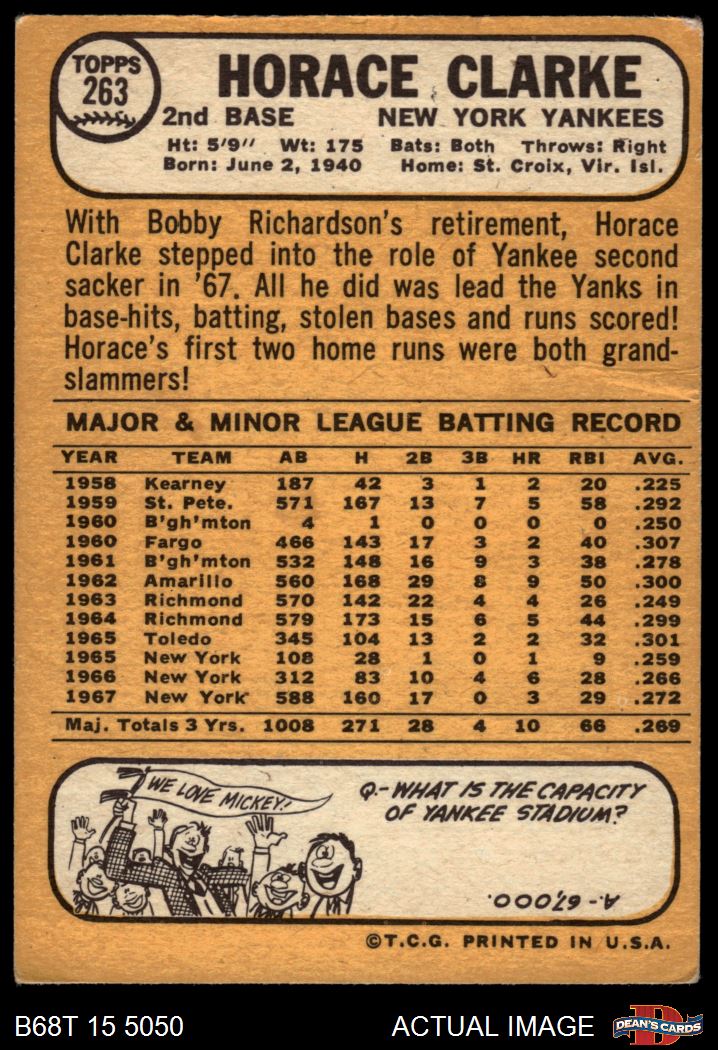 TOPPS
263
HORACE CLARKE
2nd BASE NEW YORK YANKEES
Ht: 5'9" Wt: 175 Bats: Both Throws: Right
Born: June 2, 1940 Home: St. Croix, Vir. Isl.
With Bobby Richardson's retirement, Horace
Clarke stepped into the role of Yankee second
sacker in '67. All he did was lead the Yanks in
base-hits, batting, stolen bases and runs scored!
Horace's first two home runs were both grand-
slammers!
MAJOR & MINOR LEAGUE BATTING RECORD
YEAR TEAM AB H 2B 3B HR RBI AVG.
1958 Kearney 187 42 3 1 2 20 .225
1959 St. Pete. 571 167 13 7 5 58 .292
1960 B'gh'mton 4 1 0 0 0 0 .250
1960 Fargo 466 143 17 3 2 40 .307
1961 B'gh'mton 532 148 16 9 3 38 .278
1962 Amarillo 560 168 29 8 9 50 .300
1963 Richmond 570 142 22 4 4 26 .249
1964 Richmond 579 173 15 6 5 44 .299
1965 Toledo 345 104 13 2 2 32 .301
1965 New York 108 28 1 0 1 9 .259
1966 New York 312 83 10 4 6 28 .266
1967 New York 588 160 17 0 3 29 .272
Maj. Totals 3 Yrs. 1008 271 28 4 10 66 .269
WE LOVE MICKEY!
Q.- WHAT IS THE CAPACITY
OF YANKEE STADIUM?
A.- 67,000.
©T.C.G. PRINTED IN U.S.A.
B68T 15 5050 ACTUAL IMAGE DEAN'S CARDS